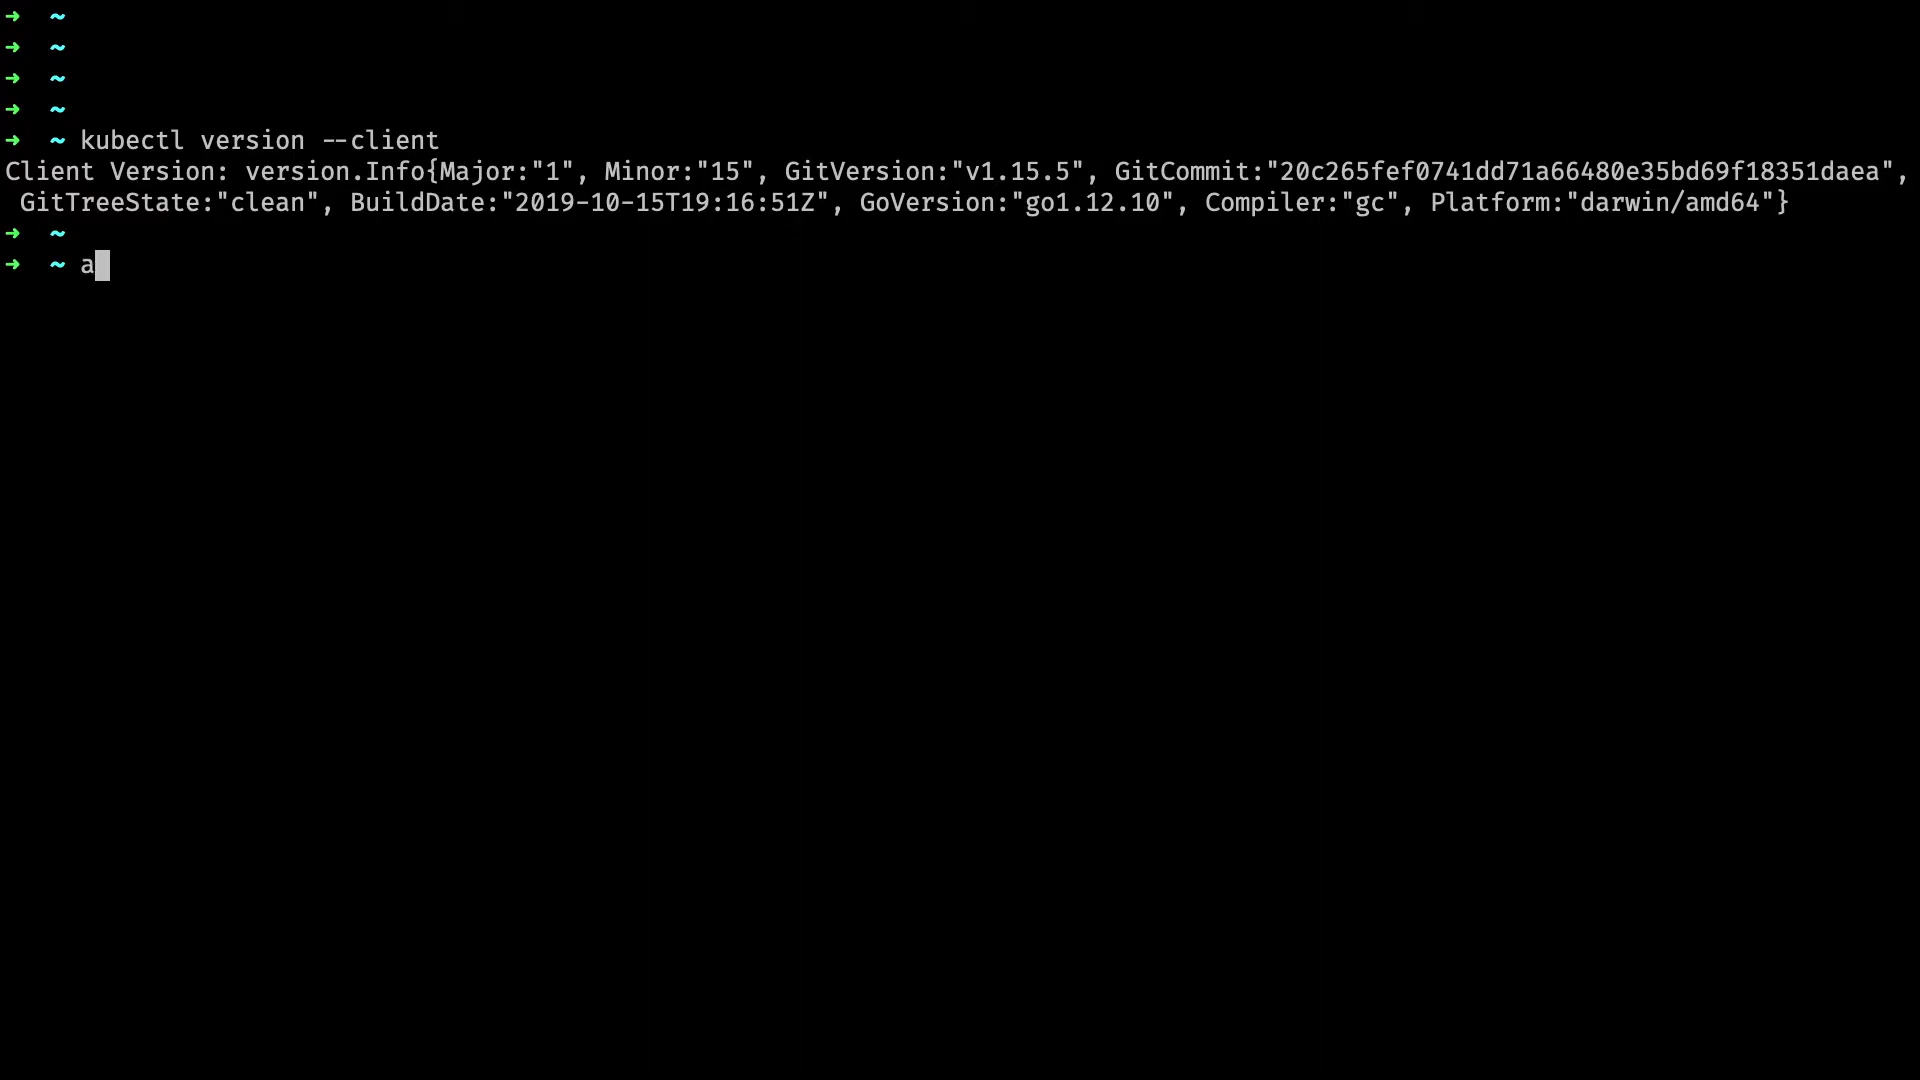 ➜  ~
➜  ~
➜  ~
➜  ~
➜  ~ kubectl version --client
Client Version: version.Info{Major:"1", Minor:"15", GitVersion:"v1.15.5", GitCommit:"20c265fef0741dd71a66480e35bd69f18351daea",
 GitTreeState:"clean", BuildDate:"2019-10-15T19:16:51Z", GoVersion:"go1.12.10", Compiler:"gc", Platform:"darwin/amd64"}
➜  ~
➜  ~ a